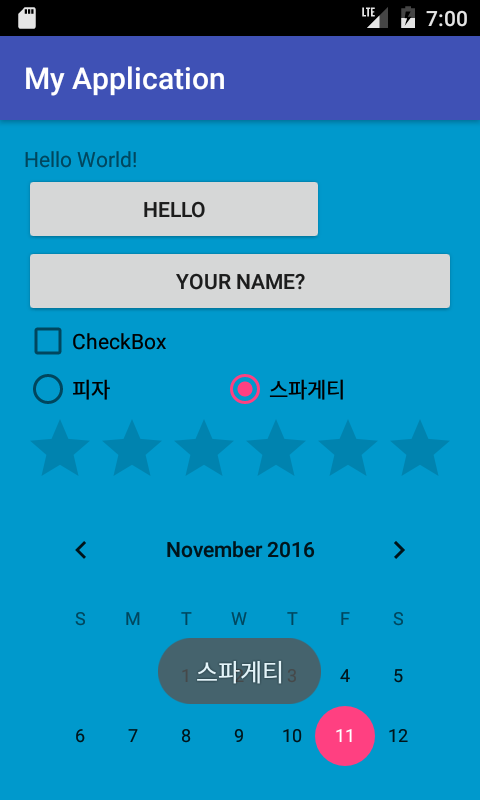 LTE 7:00
My Application
Hello World!
HELLO
YOUR NAME?
CheckBox
피자 스파게티
November 2016
S M T W T F S
1 3 4 5
스파게티
6 7 8 9 10 11 12